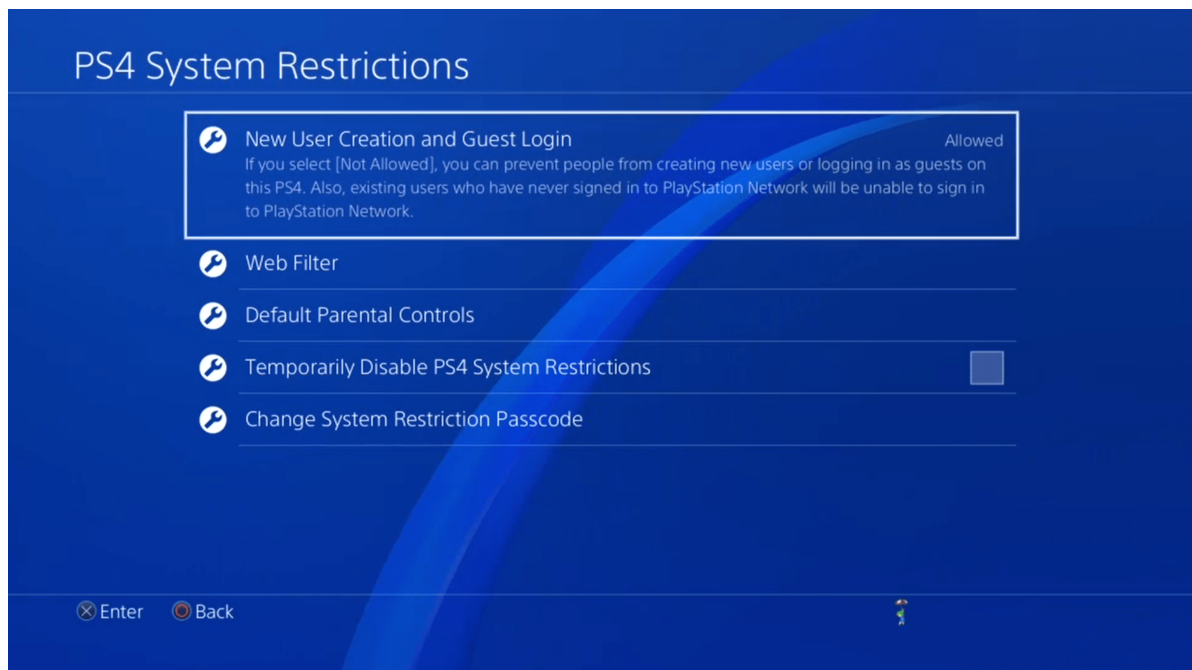 PS4 System Restrictions
New User Creation and Guest Login
Allowed
If you select [Not Allowed], you can prevent people from creating new users or logging in as guests on
this PS4. Also, existing users who have never signed in to PlayStation Network will be unable to sign in
to PlayStation Network.
Web Filter
Default Parental Controls
Temporarily Disable PS4 System Restrictions
Change System Restriction Passcode
Enter
Back